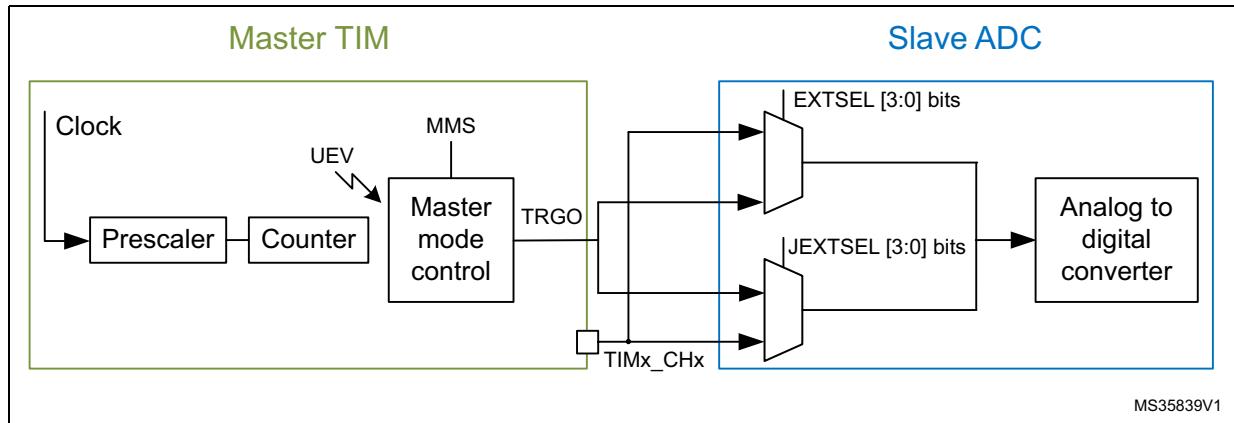 Master TIM
Slave ADC
Clock
UEV
MMS
Prescaler
Counter
Master
mode
control
TRGO
TIMx_CHx
EXTSEL [3:0] bits
JEXTSEL [3:0] bits
Analog to
digital
converter
MS35839V1